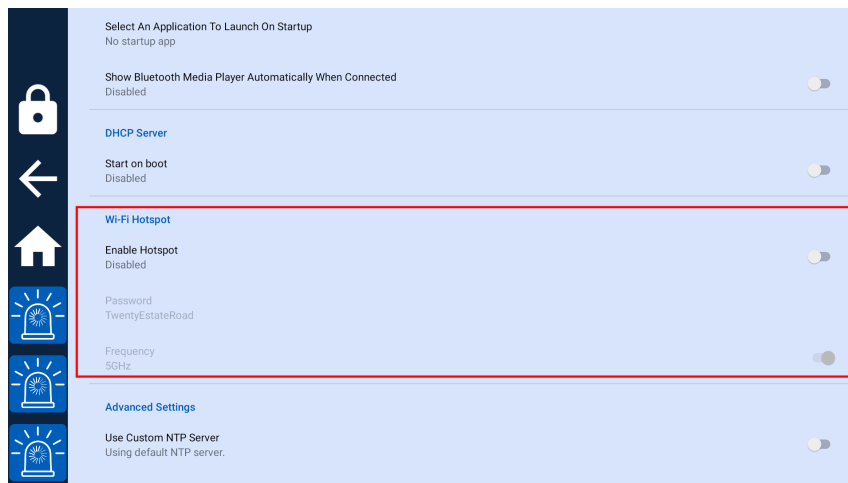 Select An Application To Launch On Startup
No startup app
Show Bluetooth Media Player Automatically When Connected
Disabled
DHCP Server
Start on boot
Disabled
Wi-Fi Hotspot
Enable Hotspot
Disabled
Password
TwentyEstateRoad
Frequency
5GHz
Advanced Settings
Use Custom NTP Server
Using default NTP server.